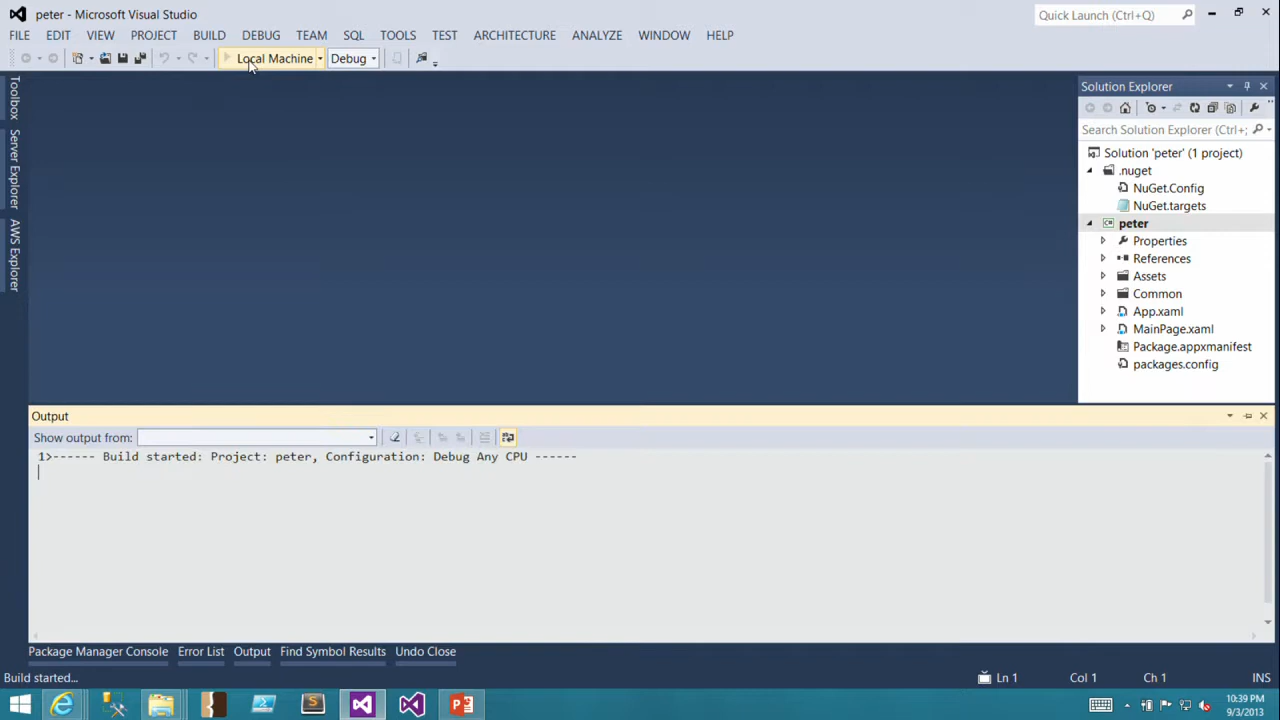 peter - Microsoft Visual Studio
Quick Launch (Ctrl+Q)
FILE EDIT VIEW PROJECT BUILD DEBUG TEAM SQL TOOLS TEST ARCHITECTURE ANALYZE WINDOW HELP
Local Machine Debug
Toolbox
Server Explorer
AWS Explorer
Solution Explorer
Search Solution Explorer (Ctrl+;
Solution 'peter' (1 project)
.nuget
NuGet.Config
NuGet.targets
peter
Properties
References
Assets
Common
App.xaml
MainPage.xaml
Package.appxmanifest
packages.config
Output
Show output from:
1>------ Build started: Project: peter, Configuration: Debug Any CPU ------
Package Manager Console Error List Output Find Symbol Results Undo Close
Build started... Ln 1 Col 1 Ch 1 INS
10:39 PM
9/3/2013